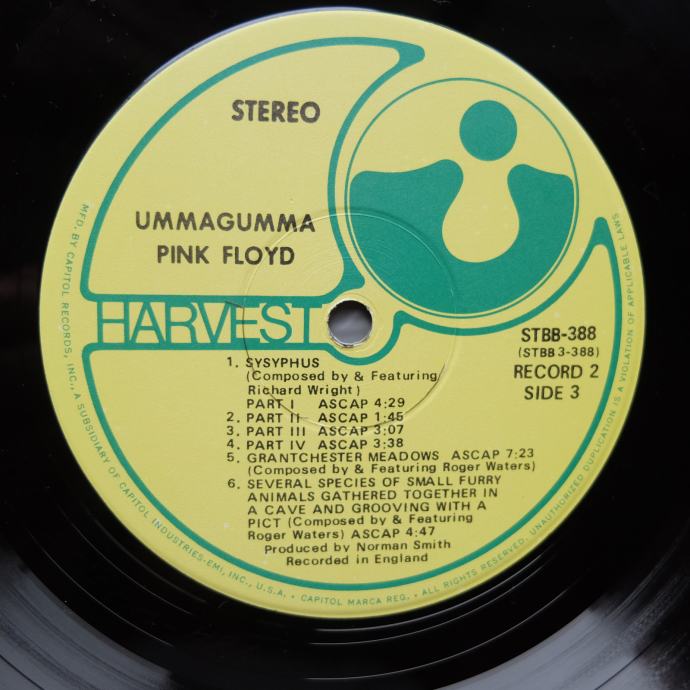 STEREO
UMMAGUMMA
PINK FLOYD
HARVEST
STBB-388
(STBB 3-388)
RECORD 2
SIDE 3
1. SYSYPHUS
(Composed by & Featuring
Richard Wright)
PART I ASCAP 4:29
2. PART II ASCAP 1:45
3. PART III ASCAP 3:07
4. PART IV ASCAP 3:38
5. GRANTCHESTER MEADOWS ASCAP 7:23
(Composed by & Featuring Roger Waters)
6. SEVERAL SPECIES OF SMALL FURRY
ANIMALS GATHERED TOGETHER IN
A CAVE AND GROOVING WITH A
PICT (Composed by & Featuring
Roger Waters) ASCAP 4:47
Produced by Norman Smith
Recorded in England
MFD. BY CAPITOL RECORDS, INC., A SUBSIDIARY OF CAPITOL INDUSTRIES-EMI, INC., U.S.A. • CAPITOL MARCA REG. • ALL RIGHTS RESERVED. UNAUTHORIZED DUPLICATION IS A VIOLATION OF APPLICABLE LAWS